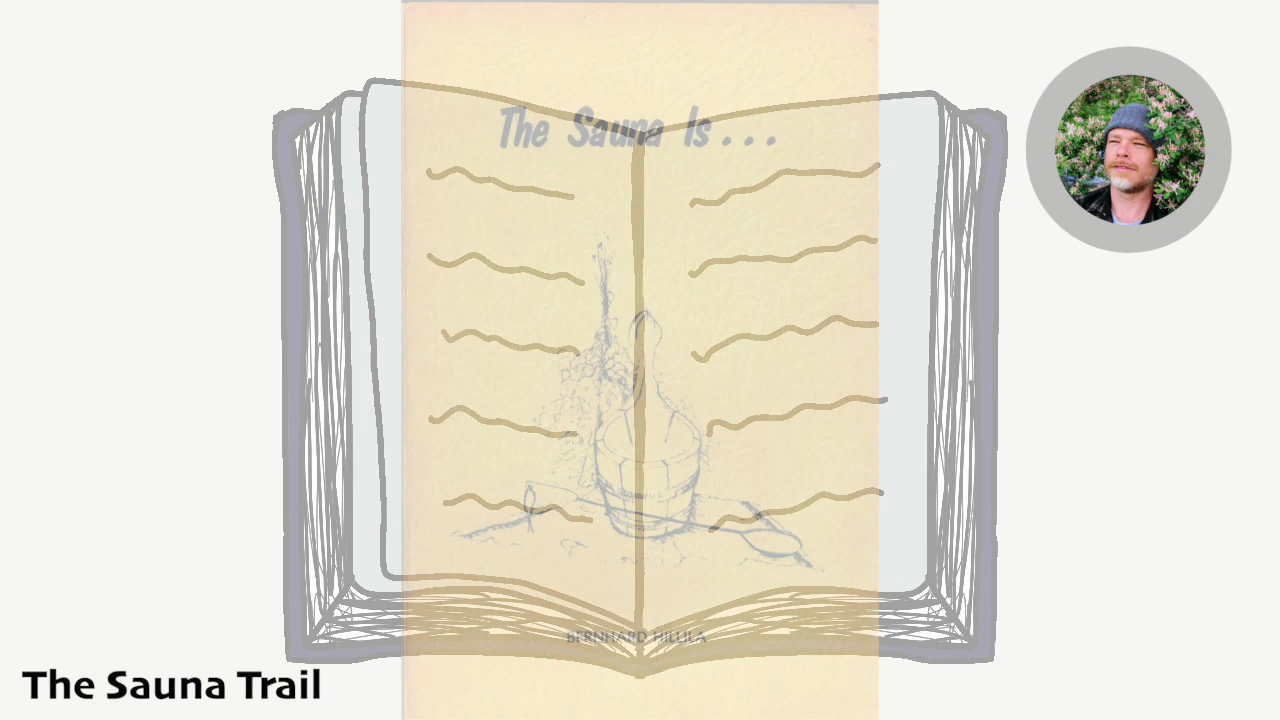 The Sauna Is . . .
BERNHARD HILLILA
The Sauna Trail